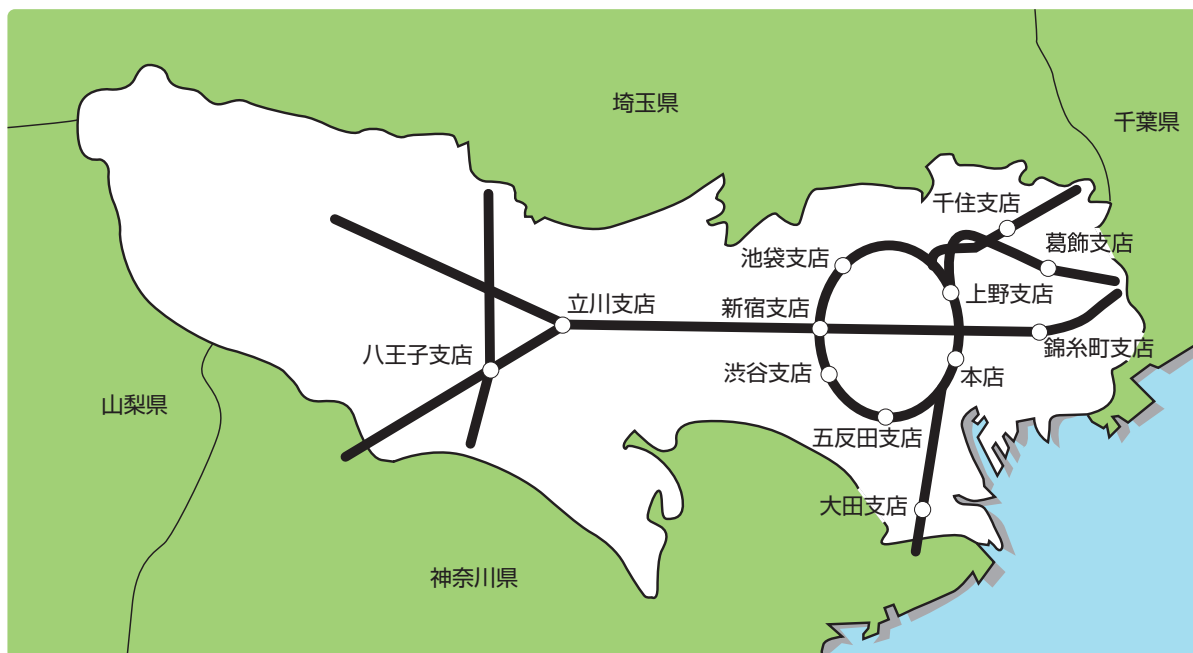 埼玉県
千葉県
千住支店
葛飾支店
池袋支店
上野支店
立川支店
新宿支店
錦糸町支店
八王子支店
渋谷支店
本店
山梨県
五反田支店
大田支店
神奈川県